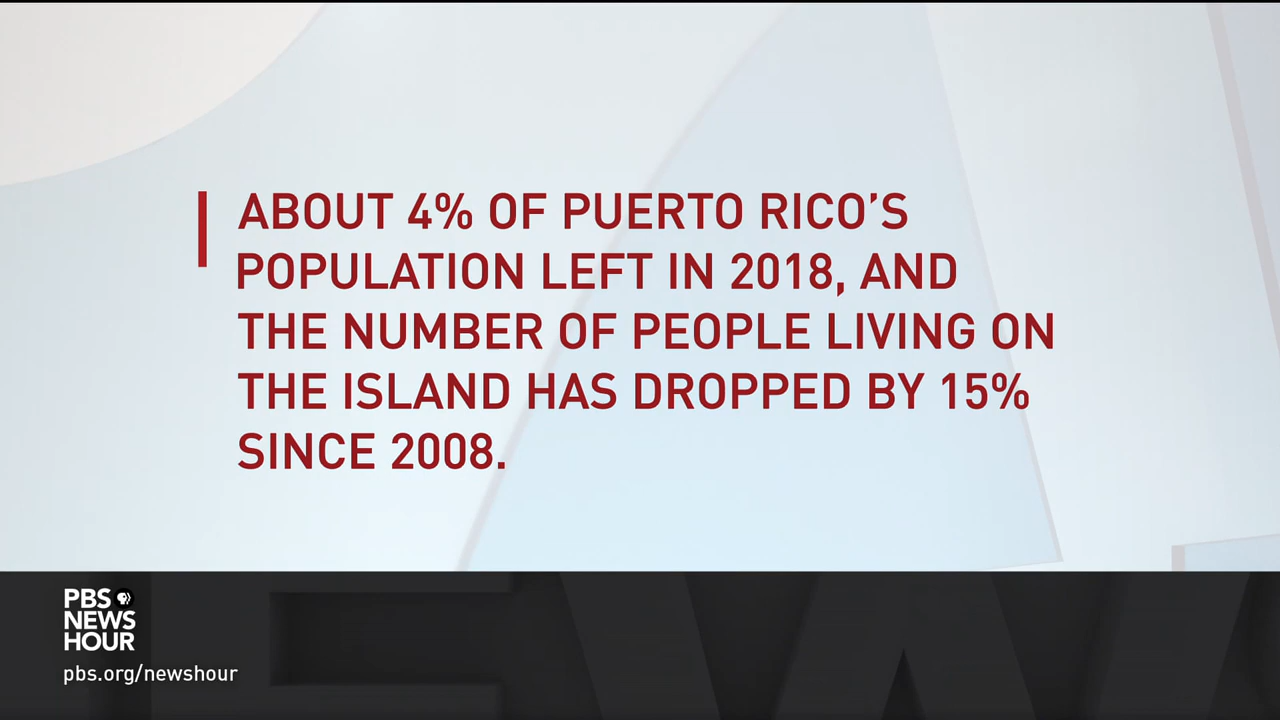 ABOUT 4% OF PUERTO RICO’S
POPULATION LEFT IN 2018, AND
THE NUMBER OF PEOPLE LIVING ON
THE ISLAND HAS DROPPED BY 15%
SINCE 2008.
PBS
NEWS
HOUR
pbs.org/newshour